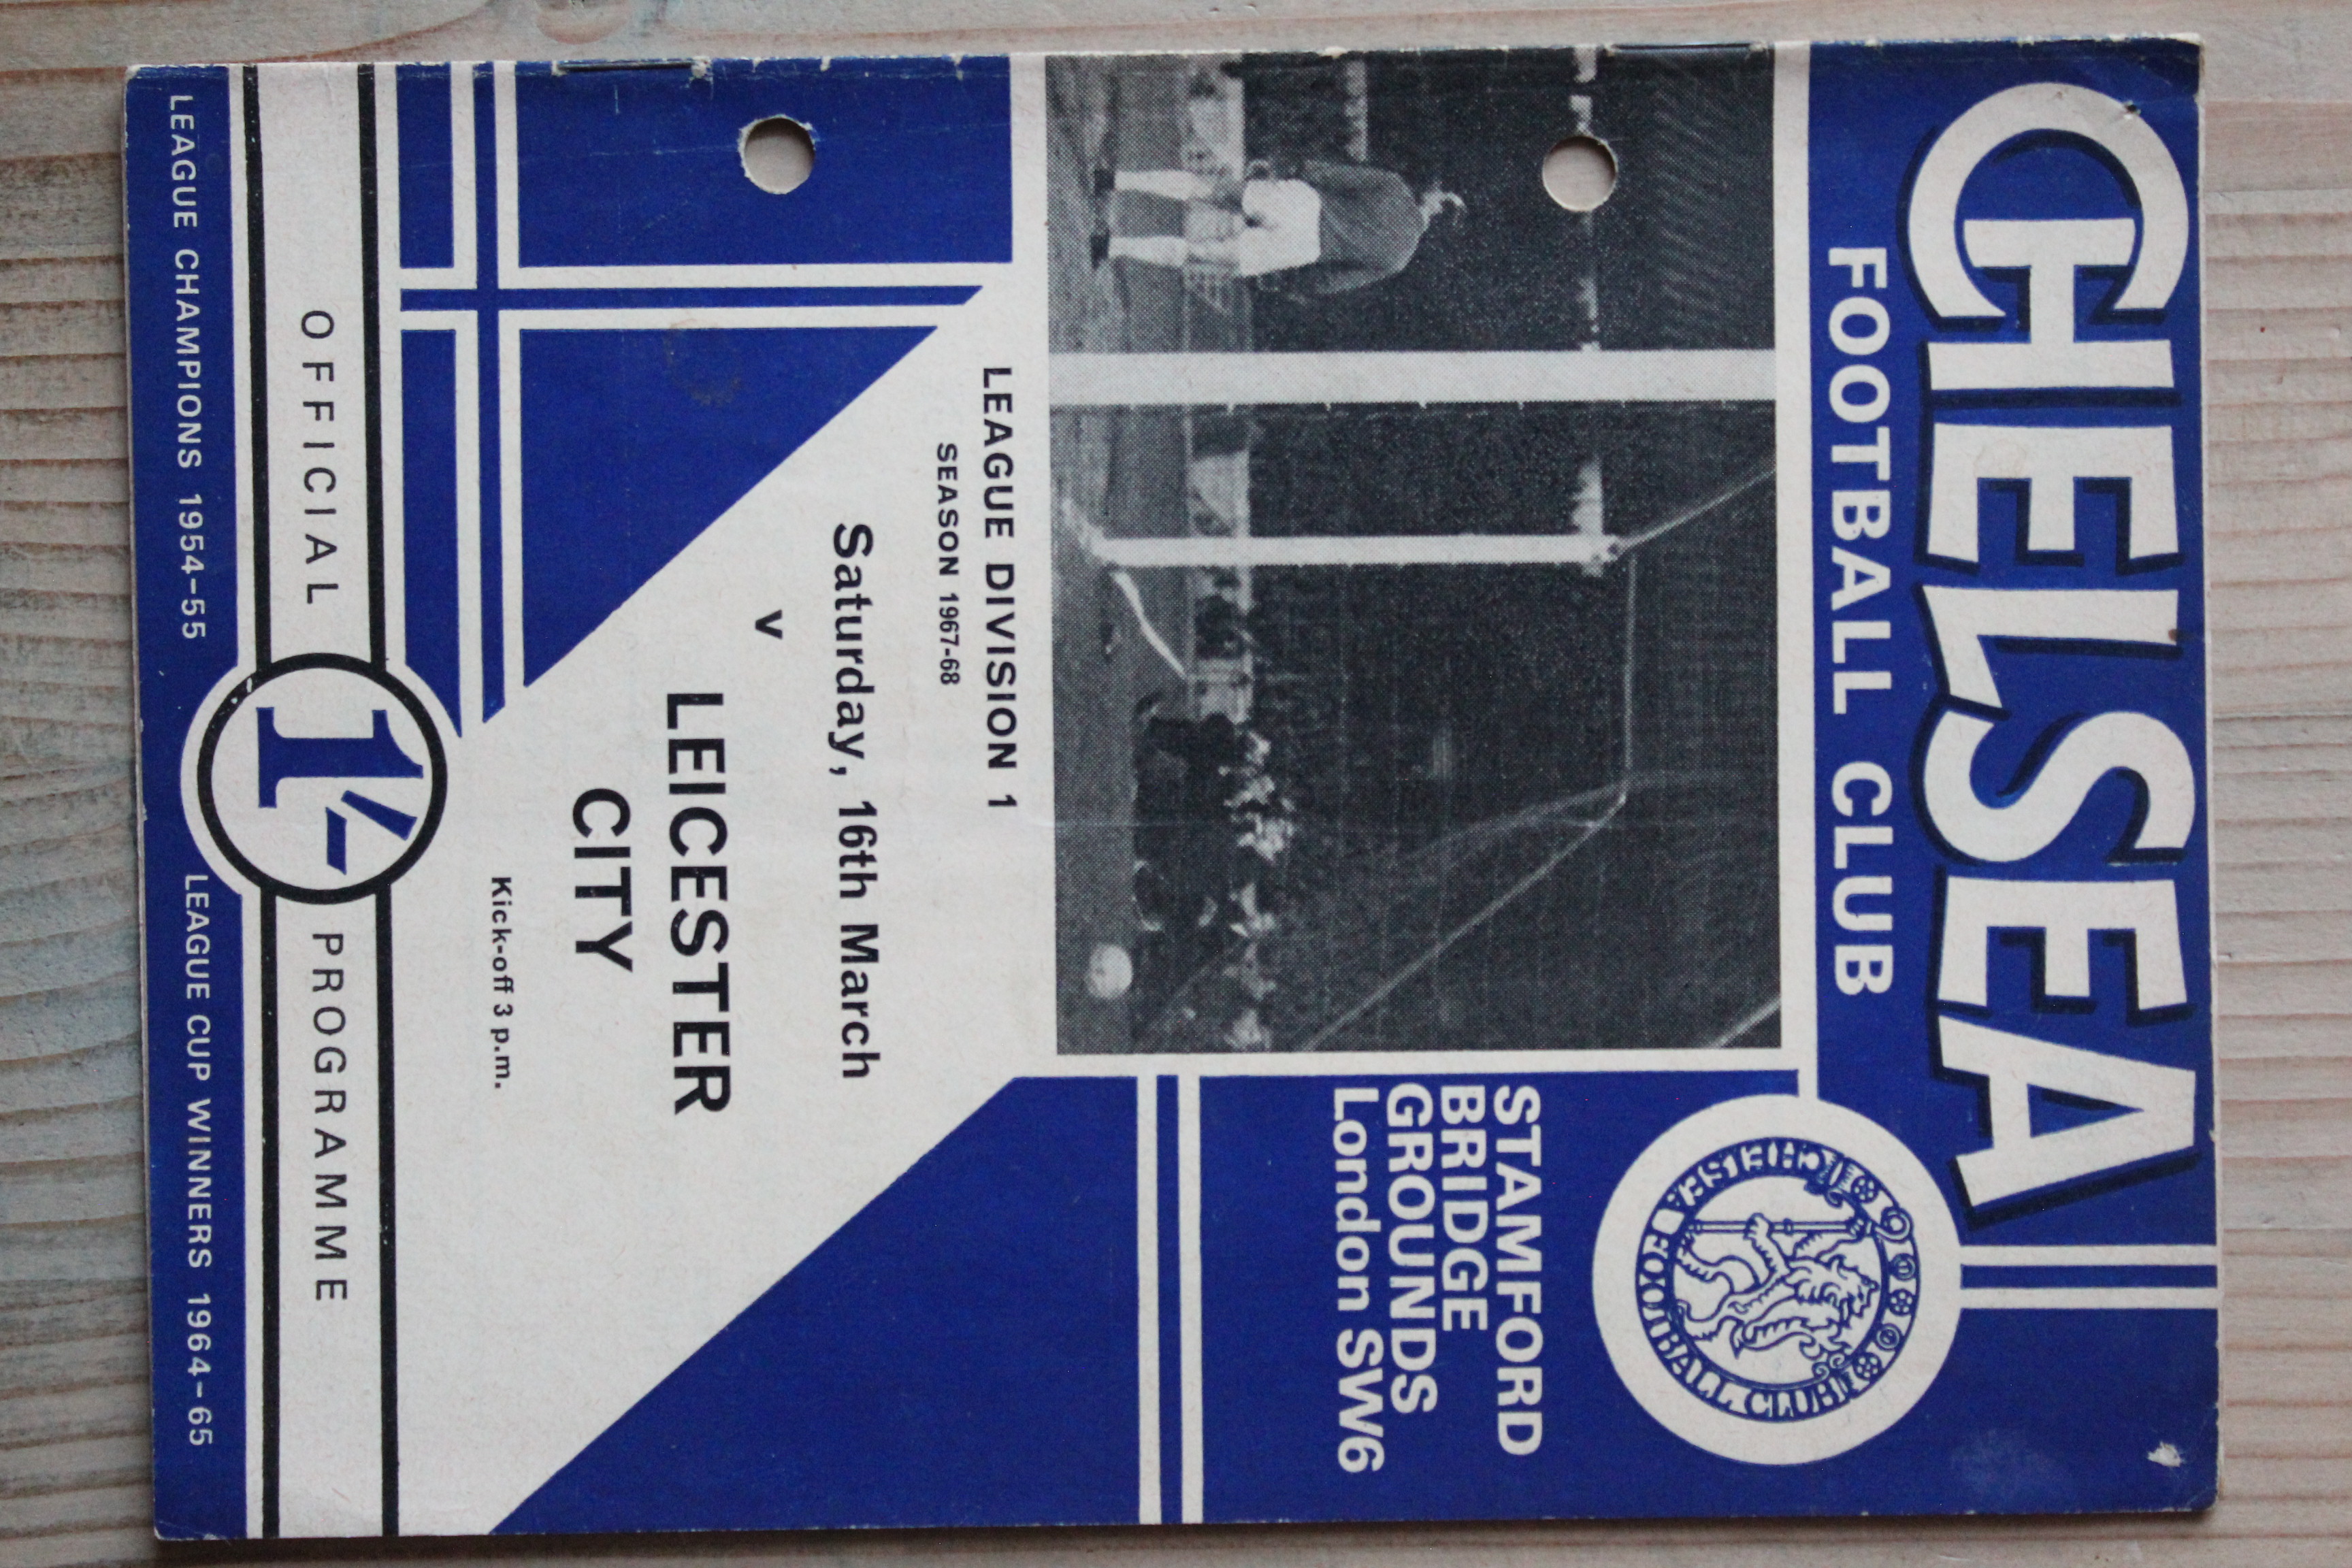 CHELSEA
FOOTBALL CLUB
CHELSEA FOOTBALL CLUB
STAMFORD
BRIDGE
GROUNDS
London SW6
LEAGUE DIVISION 1
SEASON 1967-68
Saturday, 16th March
v
LEICESTER
CITY
Kick-off 3 p.m.
OFFICIAL 1/- PROGRAMME
LEAGUE CHAMPIONS 1954-55 LEAGUE CUP WINNERS 1964-65